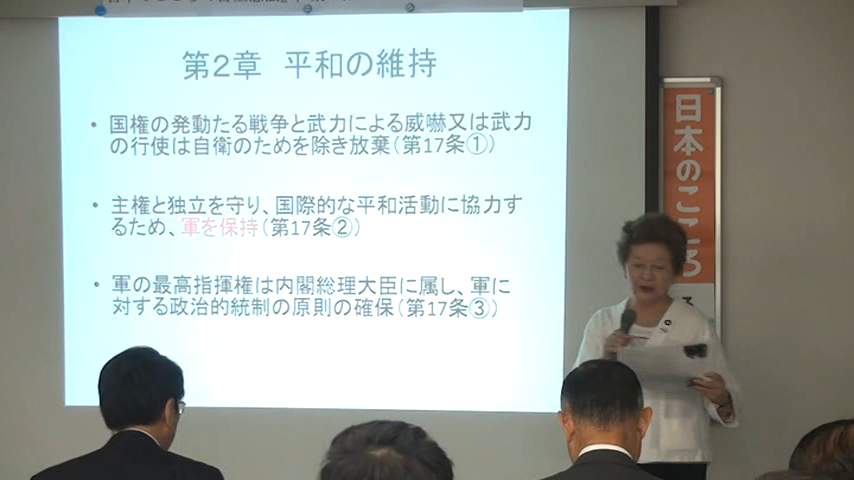 第2章 平和の維持
• 国権の発動たる戦争と武力による威嚇又は武力
の行使は自衛のためを除き放棄(第17条①)
• 主権と独立を守り、国際的な平和活動に協力す
るため、軍を保持(第17条②)
• 軍の最高指揮権は内閣総理大臣に属し、軍に
対する政治的統制の原則の確保(第17条③)
日本のこころ